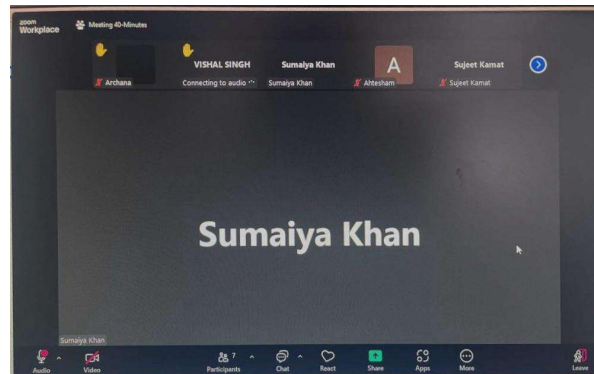 zoom
Workplace
Meeting 40-Minutes
VISHAL SINGH
Sumaiya Khan
A
Sujeet Kamat
Archana
Connecting to audio
Sumaiya Khan
Ahtesham
Sujeet Kamat
Sumaiya Khan
Sumaiya Khan
7
Audio
Video
Participants
Chat
React
Share
Apps
More
Leave